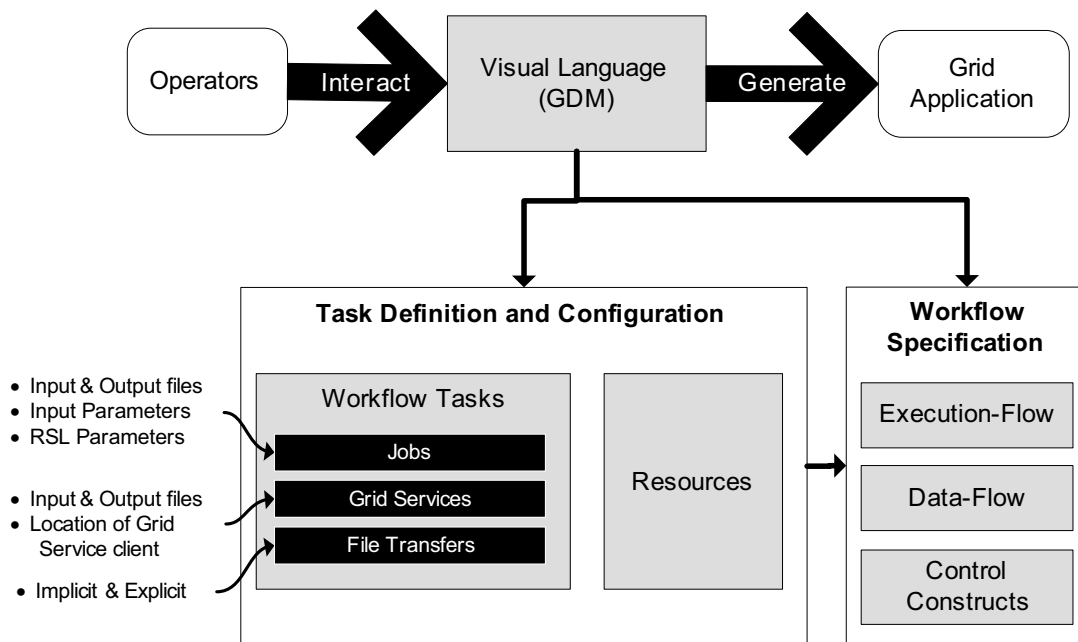 Operators
Interact
Visual Language
(GDM)
Generate
Grid
Application
Task Definition and Configuration
Workflow
Specification
• Input & Output files
• Input Parameters
• RSL Parameters
• Input & Output files
• Location of Grid
Service client
• Implicit & Explicit
Workflow Tasks
Jobs
Grid Services
File Transfers
Resources
Execution-Flow
Data-Flow
Control
Constructs